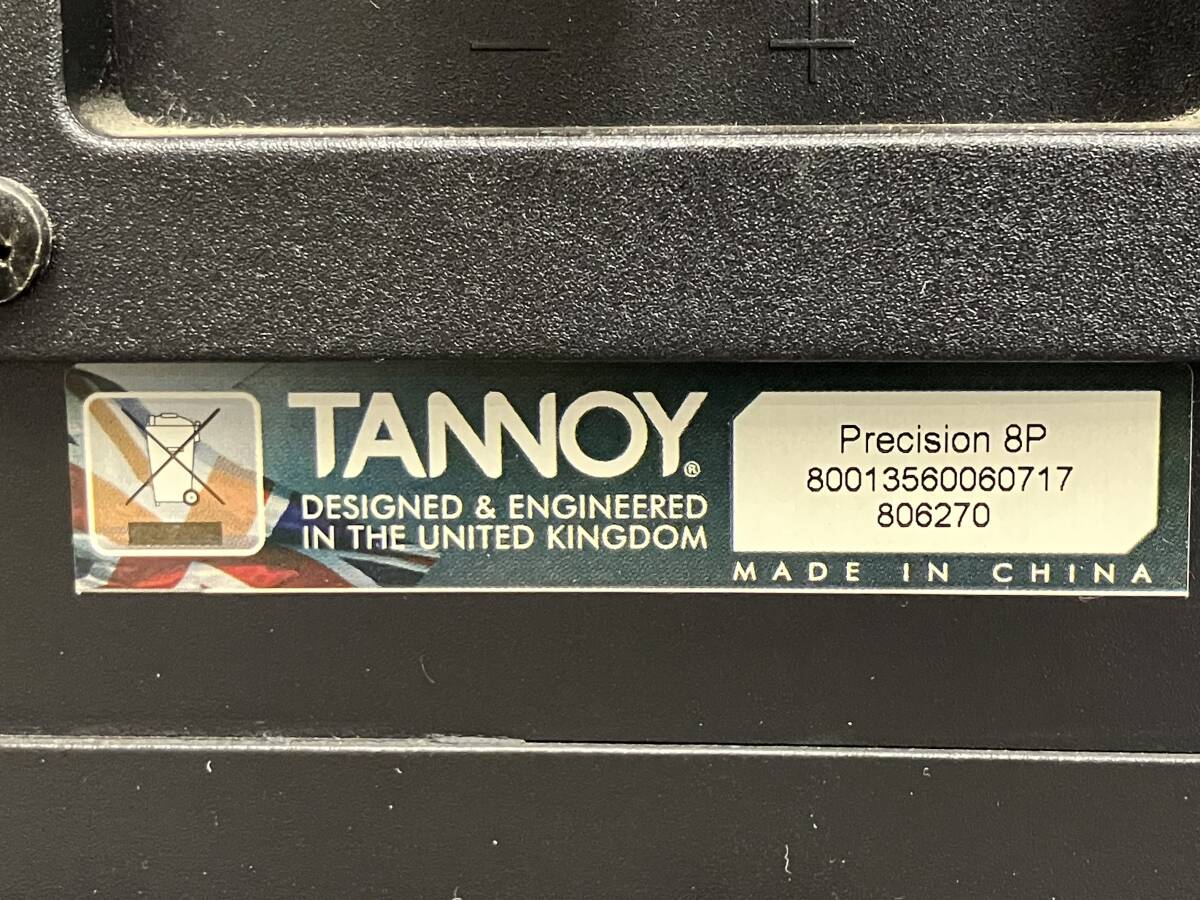 − +
TANNOY®
DESIGNED & ENGINEERED
IN THE UNITED KINGDOM
Precision 8P
80013560060717
806270
MADE IN CHINA